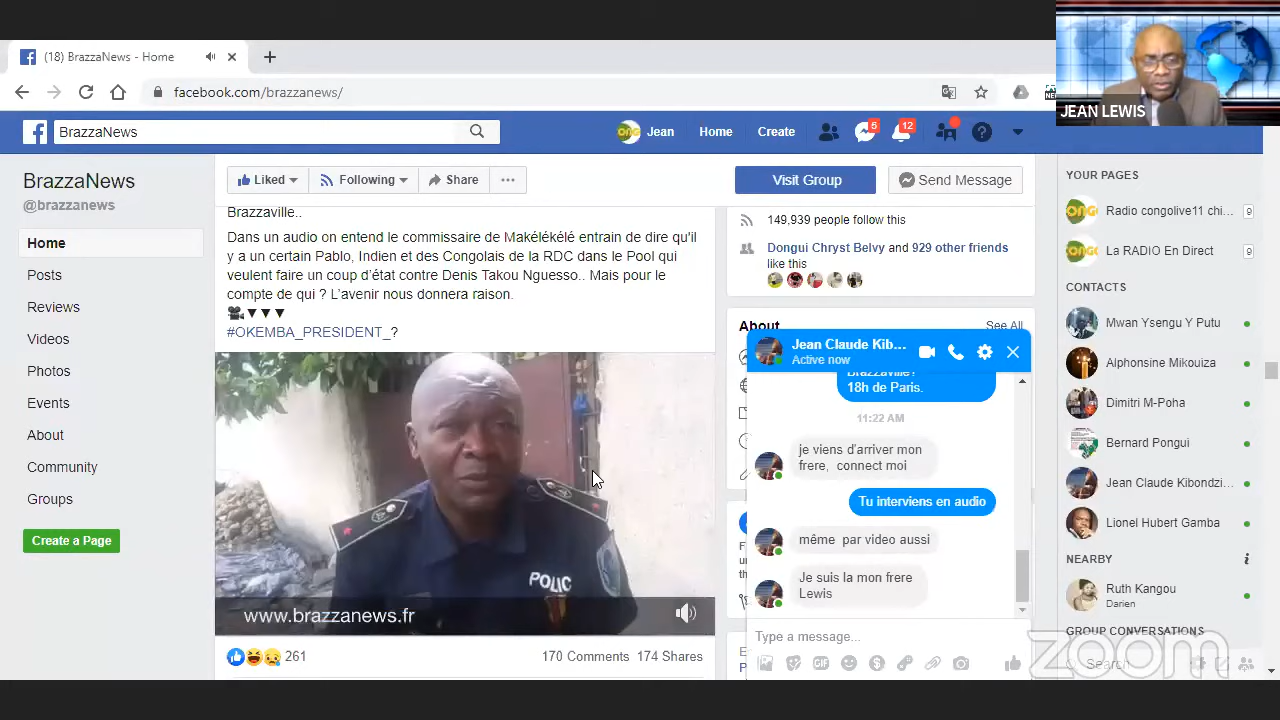 (18) BrazzaNews - Home
facebook.com/brazzanews/
JEAN LEWIS
BrazzaNews
Jean
Home
Create
5
12
BrazzaNews
@brazzanews
Home
Posts
Reviews
Videos
Photos
Events
About
Community
Groups
Create a Page
Liked
Following
Share
Visit Group
Send Message
Brazzaville..
Dans un audio on entend le commissaire de Makélékélé entrain de dire qu'il
y a un certain Pablo, Intron et des Congolais de la RDC dans le Pool qui
veulent faire un coup d'état contre Denis Takou Nguesso.. Mais pour le
compte de qui ? L'avenir nous donnera raison.
#OKEMBA_PRESIDENT_?
POLIC
www.brazzanews.fr
261
170 Comments 174 Shares
149,939 people follow this
Dongui Chryst Belvy and 929 other friends
like this
About
See All
Jean Claude Kib...
Active now
Brazzaville?
18h de Paris.
11:22 AM
je viens d'arriver mon
frere, connect moi
Tu interviens en audio
même par video aussi
Je suis la mon frere
Lewis
Type a message...
GIF
YOUR PAGES
Radio congolive11 chi... 9
La RADIO En Direct 9
CONTACTS
Mwan Ysengu Y Putu
Alphonsine Mikouiza
Dimitri M-Poha
Bernard Pongui
Jean Claude Kibondzi...
Lionel Hubert Gamba
NEARBY
Ruth Kangou
Darien
GROUP CONVERSATIONS
Search
zoom